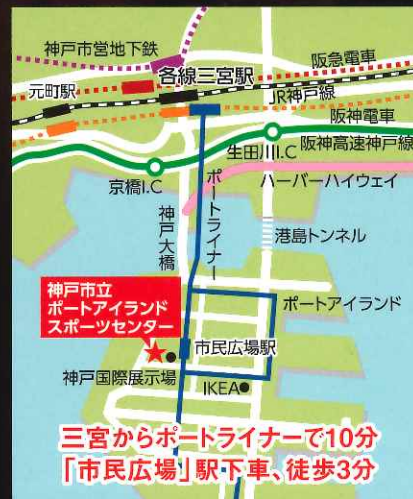 神戸市営地下鉄
各線三宮駅
阪急電車
元町駅
JR神戸線
阪神電車
生田川I.C
阪神高速神戸線
京橋I.C
ハーバーハイウェイ
ポートライナー
神戸大橋
港島トンネル
神戸市立
ポートアイランド
スポーツセンター
ポートアイランド
市民広場駅
神戸国際展示場
IKEA
三宮からポートライナーで10分
「市民広場」駅下車、徒歩3分